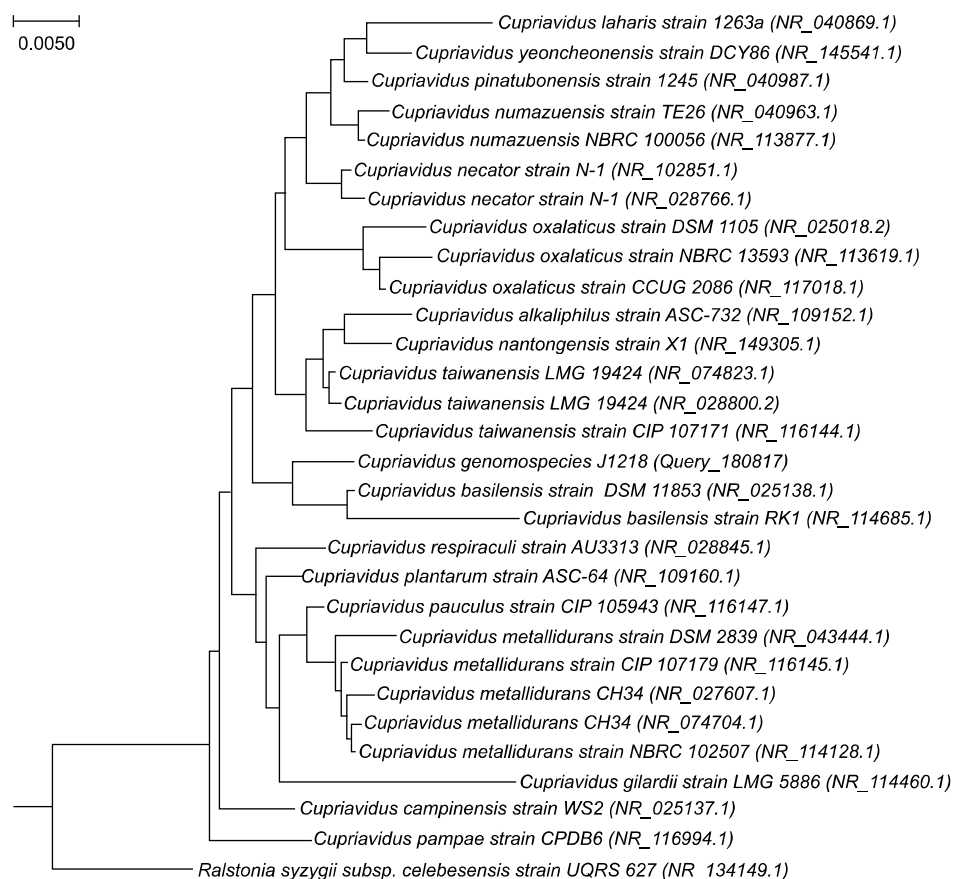 0.0050
Cupriavidus laharis strain 1263a (NR_040869.1)
Cupriavidus yeoncheonensis strain DCY86 (NR_145541.1)
Cupriavidus pinatubonensis strain 1245 (NR_040987.1)
Cupriavidus numazuensis strain TE26 (NR_040963.1)
Cupriavidus numazuensis NBRC 100056 (NR_113877.1)
Cupriavidus necator strain N-1 (NR_102851.1)
Cupriavidus necator strain N-1 (NR_028766.1)
Cupriavidus oxalaticus strain DSM 1105 (NR_025018.2)
Cupriavidus oxalaticus strain NBRC 13593 (NR_113619.1)
Cupriavidus oxalaticus strain CCUG 2086 (NR_117018.1)
Cupriavidus alkaliphilus strain ASC-732 (NR_109152.1)
Cupriavidus nantongensis strain X1 (NR_149305.1)
Cupriavidus taiwanensis LMG 19424 (NR_074823.1)
Cupriavidus taiwanensis LMG 19424 (NR_028800.2)
Cupriavidus taiwanensis strain CIP 107171 (NR_116144.1)
Cupriavidus genomospecies J1218 (Query_180817)
Cupriavidus basilensis strain DSM 11853 (NR_025138.1)
Cupriavidus basilensis strain RK1 (NR_114685.1)
Cupriavidus respiraculi strain AU3313 (NR_028845.1)
Cupriavidus plantarum strain ASC-64 (NR_109160.1)
Cupriavidus pauculus strain CIP 105943 (NR_116147.1)
Cupriavidus metallidurans strain DSM 2839 (NR_043444.1)
Cupriavidus metallidurans strain CIP 107179 (NR_116145.1)
Cupriavidus metallidurans CH34 (NR_027607.1)
Cupriavidus metallidurans CH34 (NR_074704.1)
Cupriavidus metallidurans strain NBRC 102507 (NR_114128.1)
Cupriavidus gilardii strain LMG 5886 (NR_114460.1)
Cupriavidus campinensis strain WS2 (NR_025137.1)
Cupriavidus pampae strain CPDB6 (NR_116994.1)
Ralstonia syzygii subsp. celebesensis strain UQRS 627 (NR_134149.1)